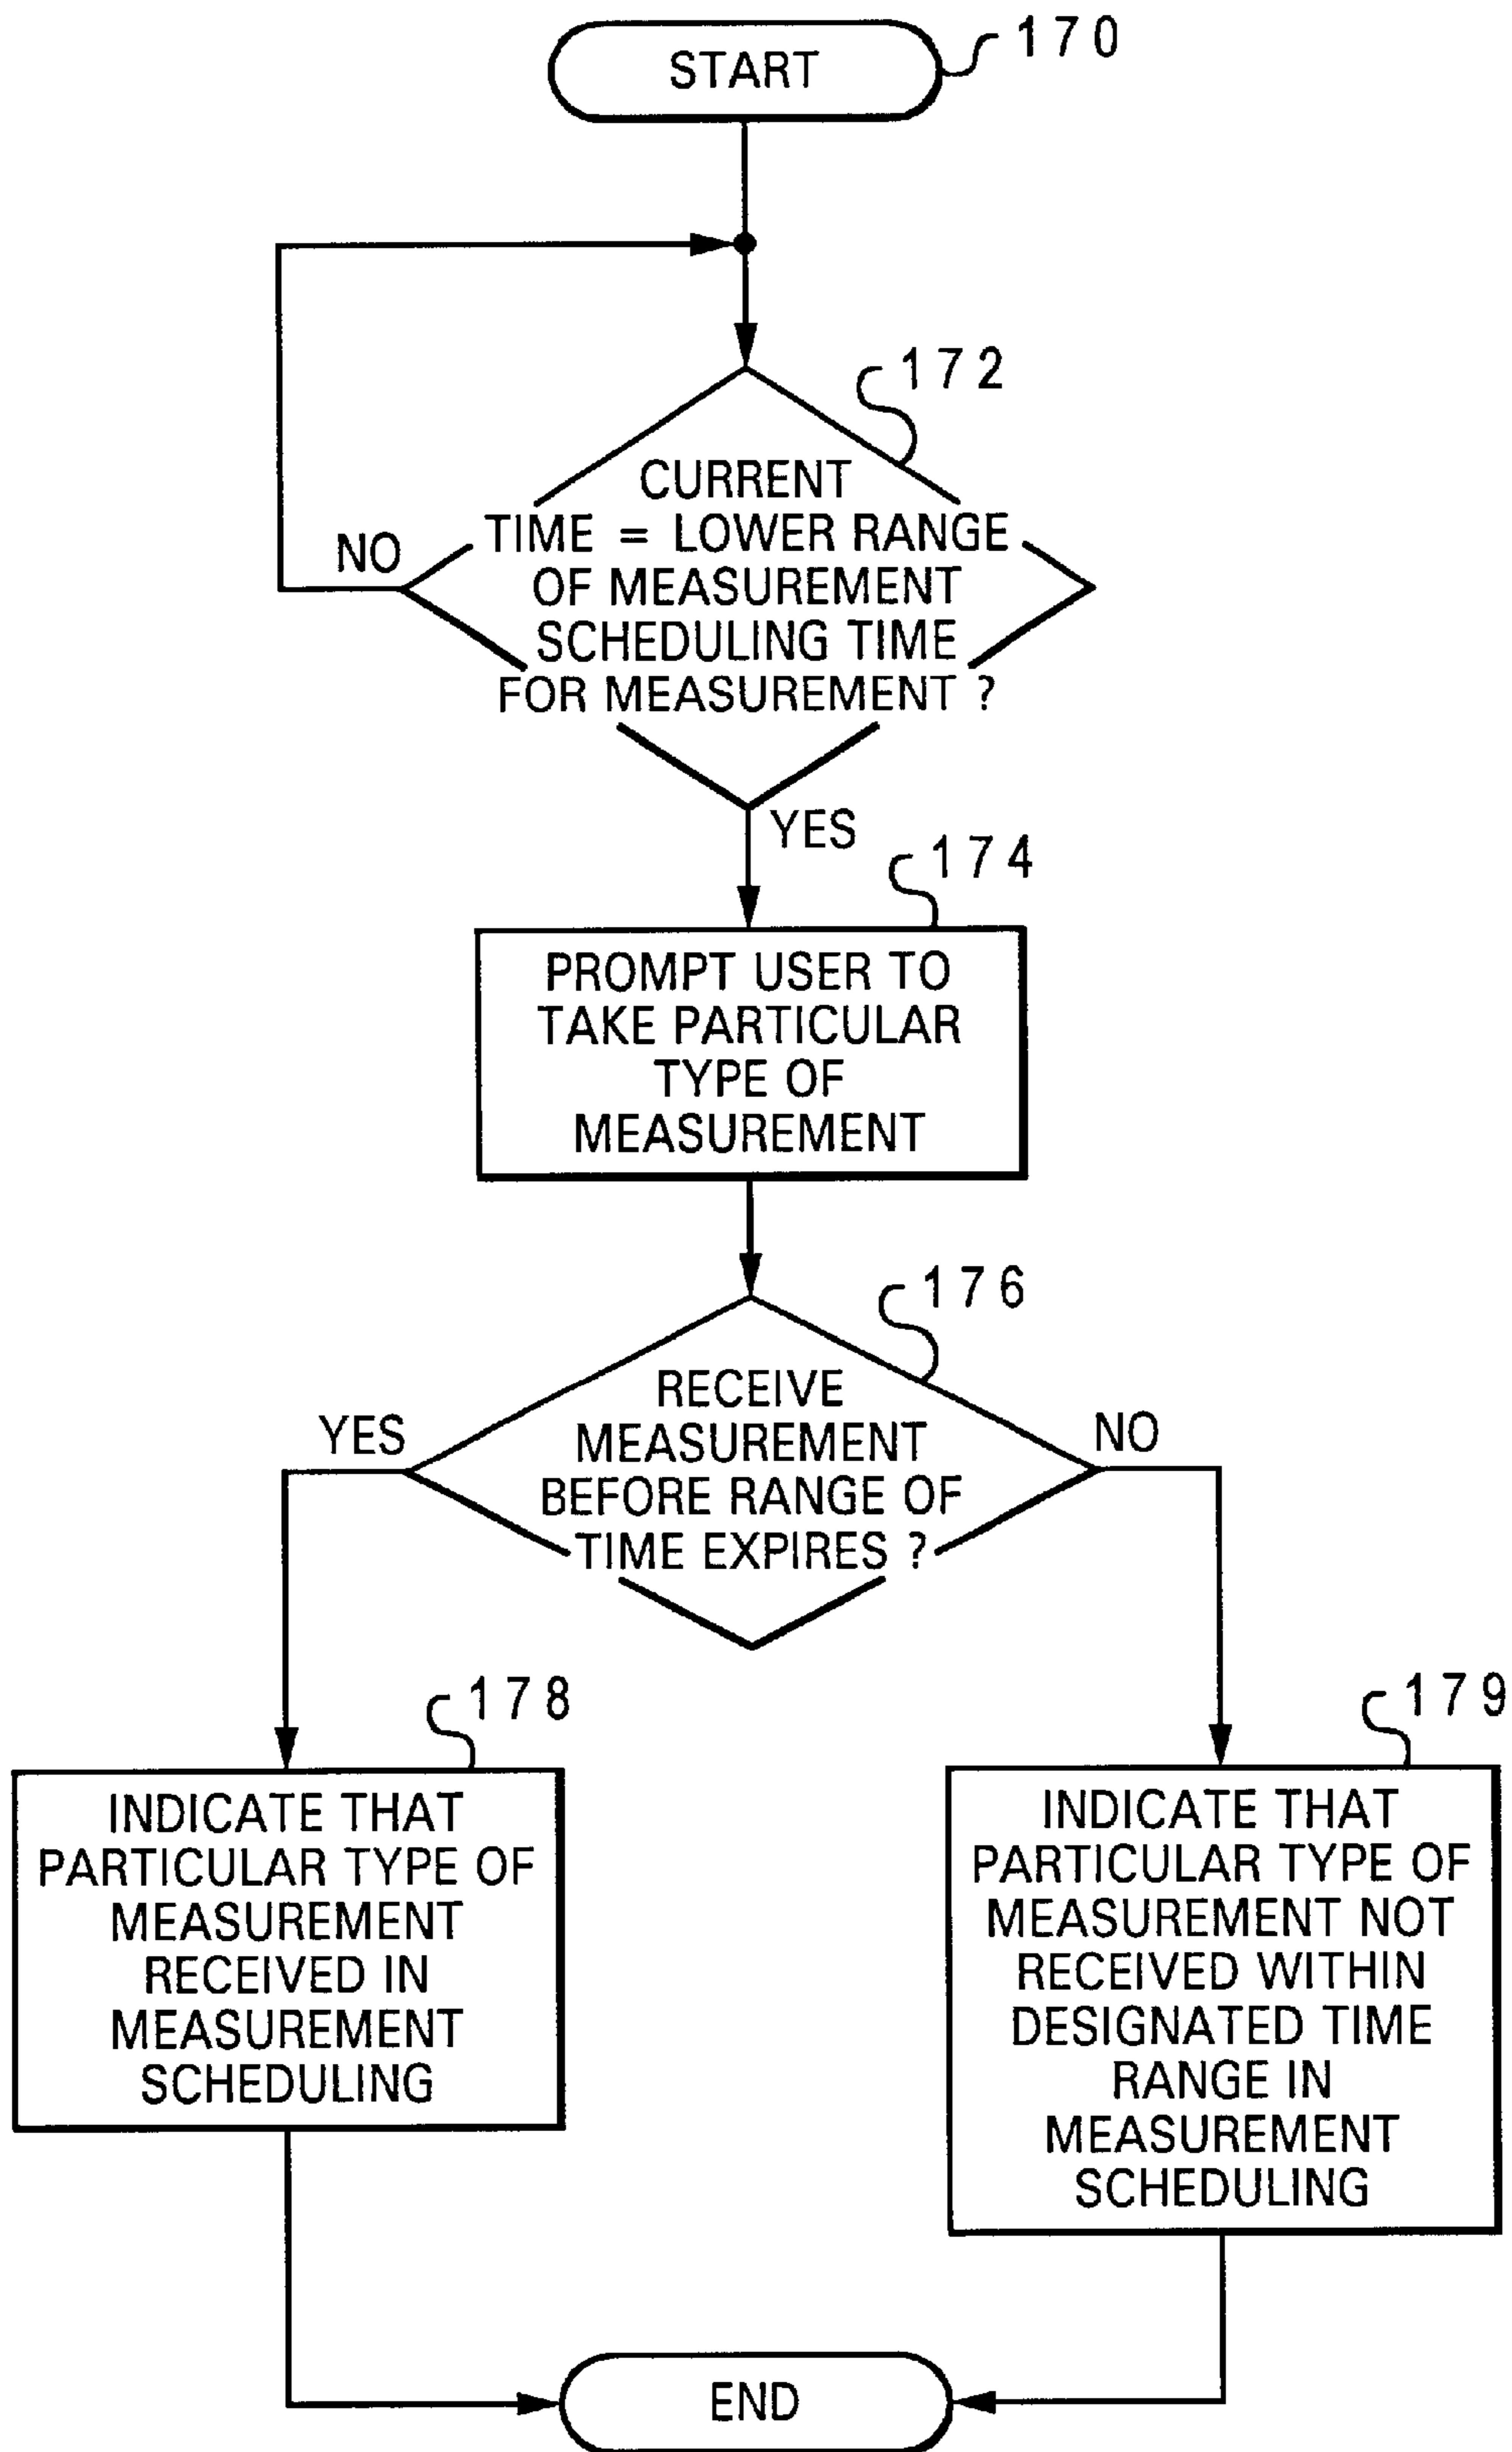 START
170
172
CURRENT
TIME = LOWER RANGE
OF MEASUREMENT
SCHEDULING TIME
FOR MEASUREMENT ?
NO
YES
174
PROMPT USER TO
TAKE PARTICULAR
TYPE OF
MEASUREMENT
176
RECEIVE
MEASUREMENT
BEFORE RANGE OF
TIME EXPIRES ?
YES
NO
178
INDICATE THAT
PARTICULAR TYPE OF
MEASUREMENT
RECEIVED IN
MEASUREMENT
SCHEDULING
179
INDICATE THAT
PARTICULAR TYPE OF
MEASUREMENT NOT
RECEIVED WITHIN
DESIGNATED TIME
RANGE IN
MEASUREMENT
SCHEDULING
END